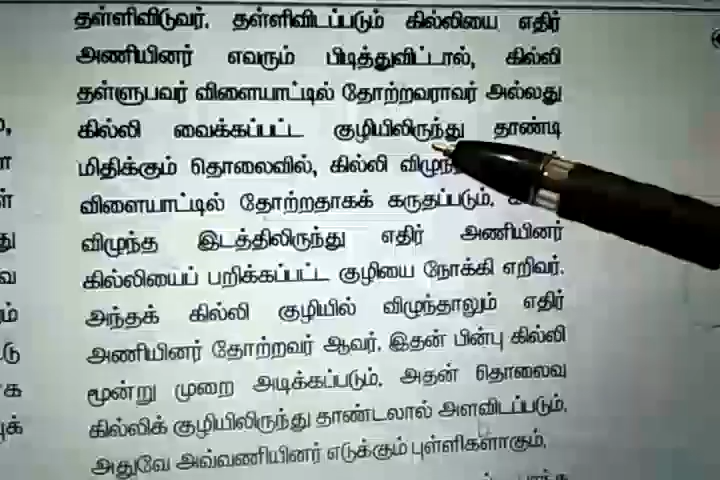 தள்ளிவிடுவர். தள்ளிவிடப்படும் கில்லியை எதிர்
அணியினர் எவரும் பிடித்துவிட்டால், கில்லி
தள்ளுபவர் விளையாட்டில் தோற்றவராவர் அல்லது
கில்லி வைக்கப்பட்ட குழியிலிருந்து தாண்டி
மிதிக்கும் தொலைவில், கில்லி
விளையாட்டில் தோற்றதாகக் கருதப்படும்.
விழுந்த இடத்திலிருந்து எதிர் அணியினர்
கில்லியைப் பறிக்கப்பட்ட குழியை நோக்கி எறிவர்.
அந்தக் கில்லி குழியில் விழுந்தாலும் எதிர்
அணியினர் தோற்றவர் ஆவர். இதன் பின்பு கில்லி
மூன்று முறை அடிக்கப்படும். அதன் தொலைவ
கில்லிக் குழியிலிருந்து தாண்டலால் அளவிடப்படும்.
அதுவே அவ்வணியினர் எடுக்கும் புள்ளிகளாகும்.